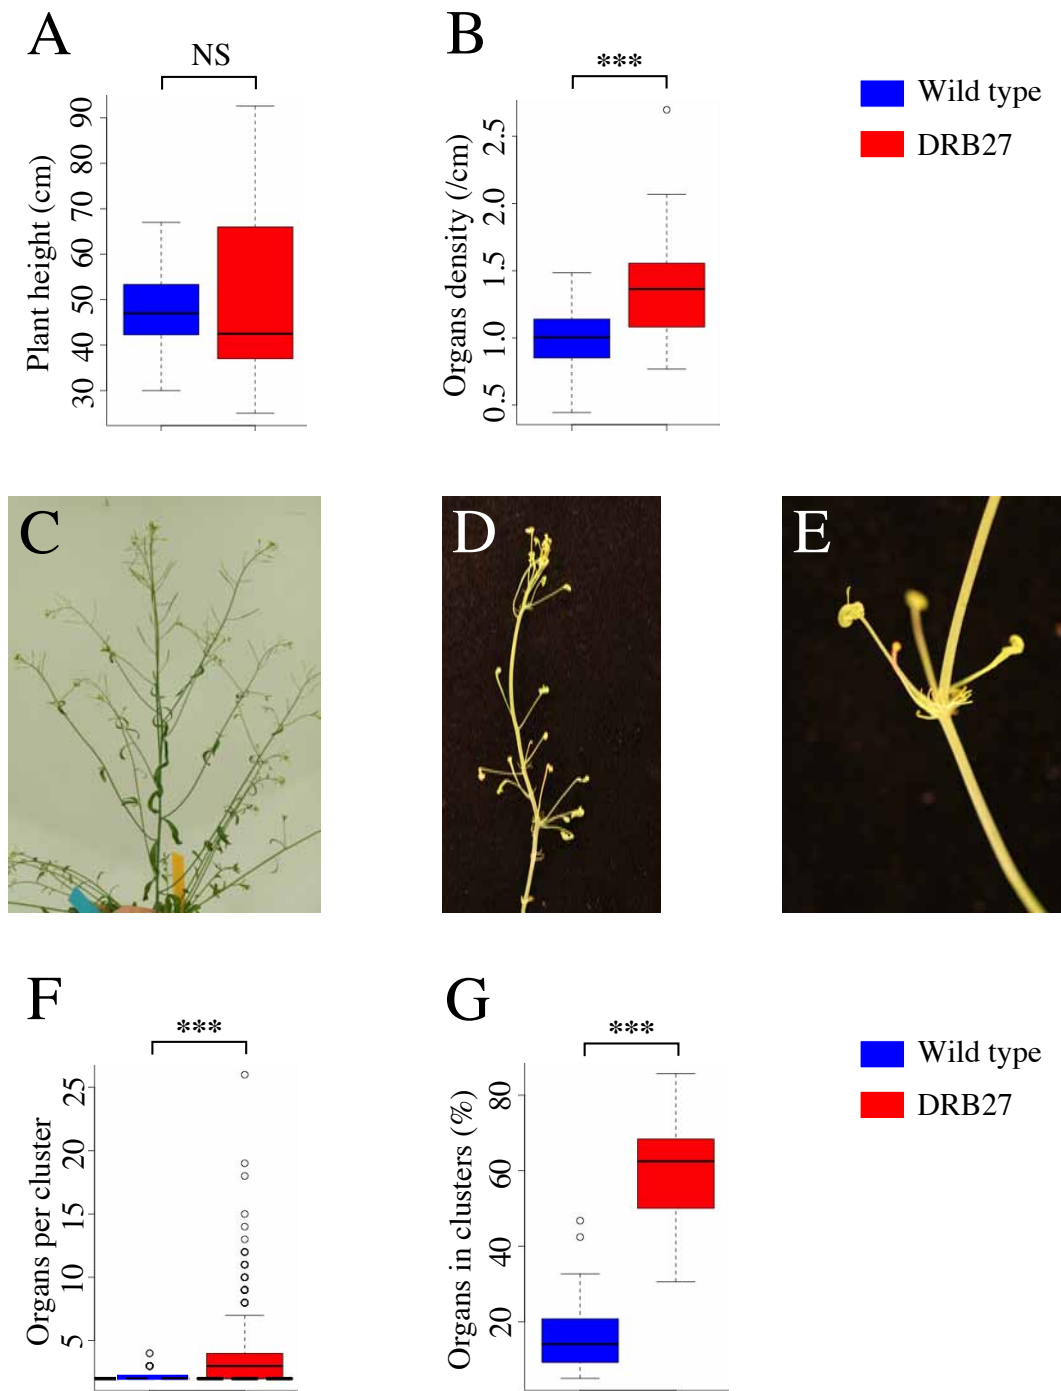 A
B
NS
***
Wild type
DRB27
Plant height (cm)
90
80
70
60
50
40
30
Organs density (/cm)
2.5
2.0
1.5
1.0
0.5
C
D
E
F
G
***
***
Wild type
DRB27
Organs per cluster
25
20
15
10
5
Organs in clusters (%)
80
60
40
20